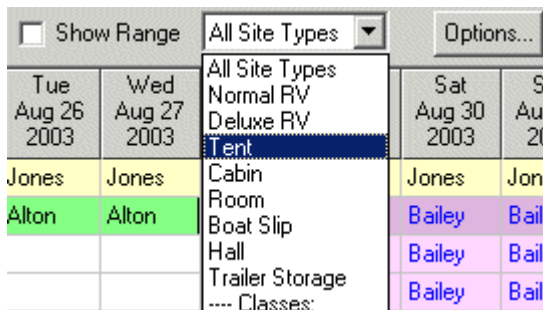 Show Range All Site Types Options...
All Site Types
Normal RV
Deluxe RV
Tent
Cabin
Room
Boat Slip
Hall
Trailer Storage
---- Classes:
Tue Wed Sat
Aug 26 Aug 27 Aug 30
2003 2003 2003
Jones Jones Jones
Alton Alton Bailey
Bailey
Bailey